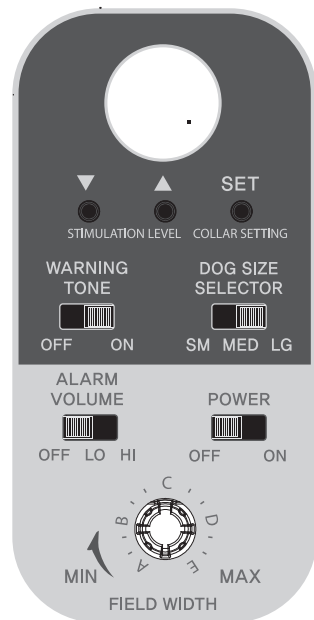 SET
STIMULATION LEVEL COLLAR SETTING
WARNING
TONE
OFF ON
DOG SIZE
SELECTOR
SM MED LG
ALARM
VOLUME
OFF LO HI
POWER
OFF ON
A B C D E
MIN MAX
FIELD WIDTH